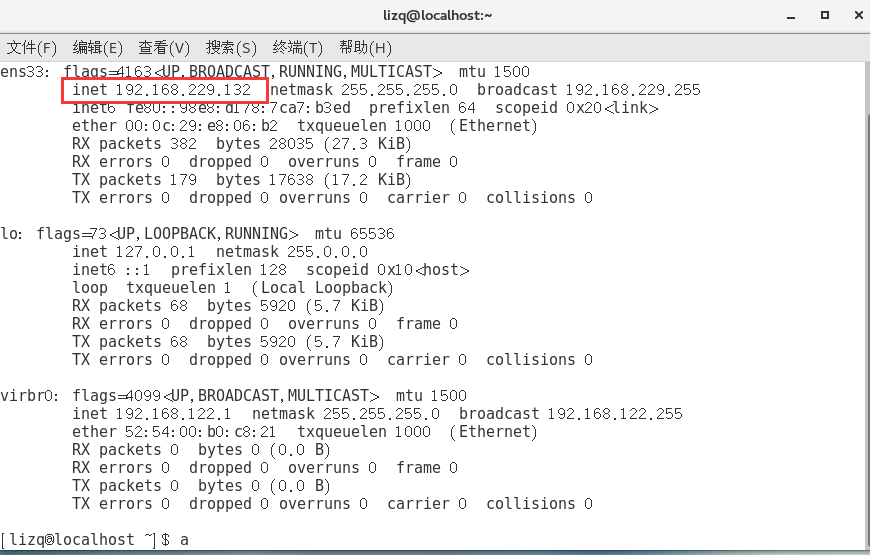 lizq@localhost:~
文件(F) 编辑(E) 查看(V) 搜索(S) 终端(T) 帮助(H)
ens33: flags=4163<UP,BROADCAST,RUNNING,MULTICAST>  mtu 1500
        inet 192.168.229.132  netmask 255.255.255.0  broadcast 192.168.229.255
        inet6 fe80::98e8:d178:7ca7:b3ed  prefixlen 64  scopeid 0x20<link>
        ether 00:0c:29:e8:06:b2  txqueuelen 1000  (Ethernet)
        RX packets 382  bytes 28035 (27.3 KiB)
        RX errors 0  dropped 0  overruns 0  frame 0
        TX packets 179  bytes 17638 (17.2 KiB)
        TX errors 0  dropped 0 overruns 0  carrier 0  collisions 0
lo: flags=73<UP,LOOPBACK,RUNNING>  mtu 65536
        inet 127.0.0.1  netmask 255.0.0.0
        inet6 ::1  prefixlen 128  scopeid 0x10<host>
        loop  txqueuelen 1  (Local Loopback)
        RX packets 68  bytes 5920 (5.7 KiB)
        RX errors 0  dropped 0  overruns 0  frame 0
        TX packets 68  bytes 5920 (5.7 KiB)
        TX errors 0  dropped 0 overruns 0  carrier 0  collisions 0
virbr0: flags=4099<UP,BROADCAST,MULTICAST>  mtu 1500
        inet 192.168.122.1  netmask 255.255.255.0  broadcast 192.168.122.255
        ether 52:54:00:b0:c8:21  txqueuelen 1000  (Ethernet)
        RX packets 0  bytes 0 (0.0 B)
        RX errors 0  dropped 0  overruns 0  frame 0
        TX packets 0  bytes 0 (0.0 B)
        TX errors 0  dropped 0 overruns 0  carrier 0  collisions 0
[lizq@localhost ~]$ a